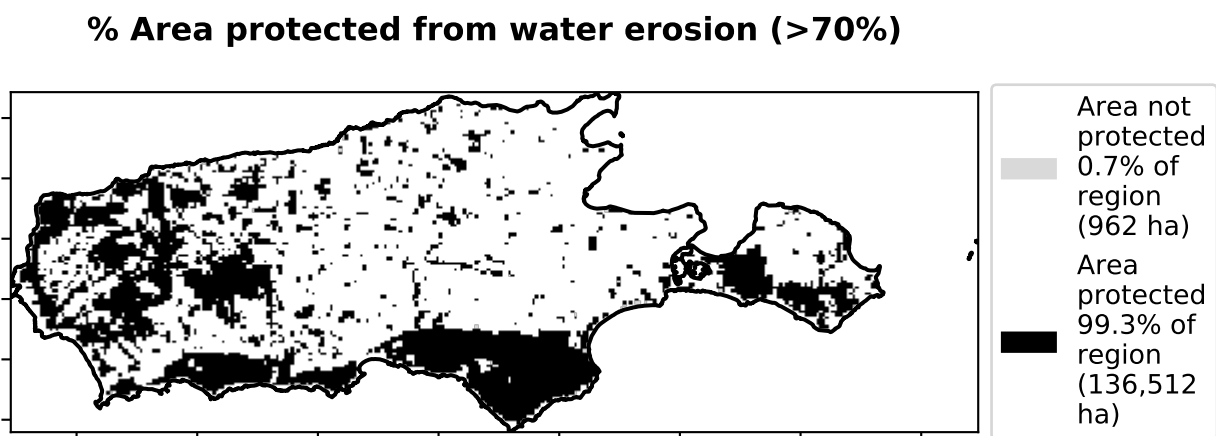 % Area protected from water erosion (>70%)
Area not
protected
0.7% of
region
(962 ha)
Area
protected
99.3% of
region
(136,512
ha)